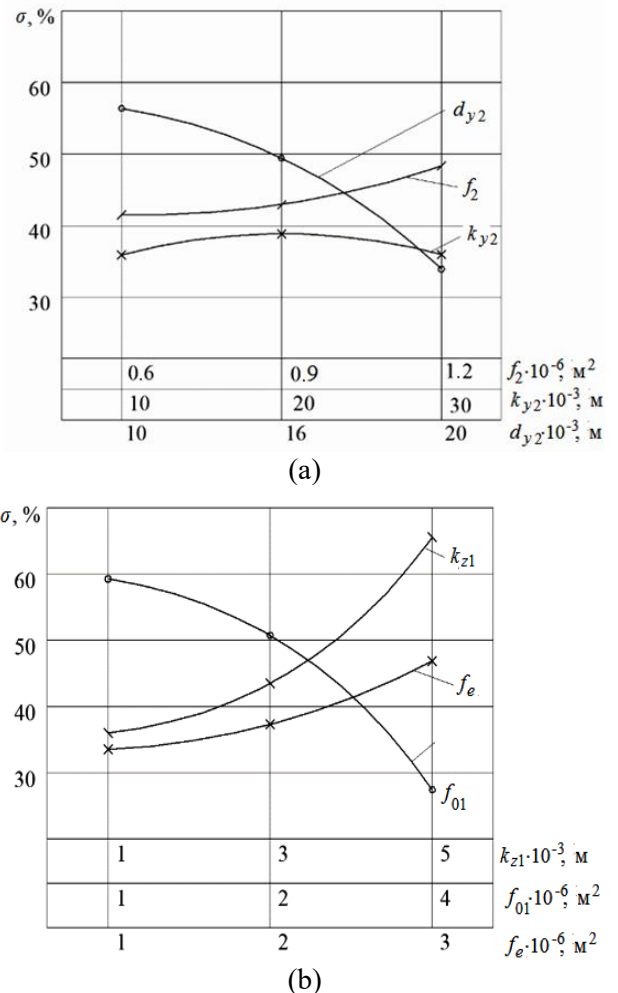 σ, %
60
d_y2
50
f_2
40
k_y2
30
0.6 0.9 1.2 f_2·10^-6, м^2
10 20 30 k_y2·10^-3, м
10 16 20 d_y2·10^-3, м
(a)
σ, %
k_z1
60
50
f_e
40
30
f_01
1 3 5 k_z1·10^-3, м
1 2 4 f_01·10^-6, м^2
1 2 3 f_e·10^-6, м^2
(b)